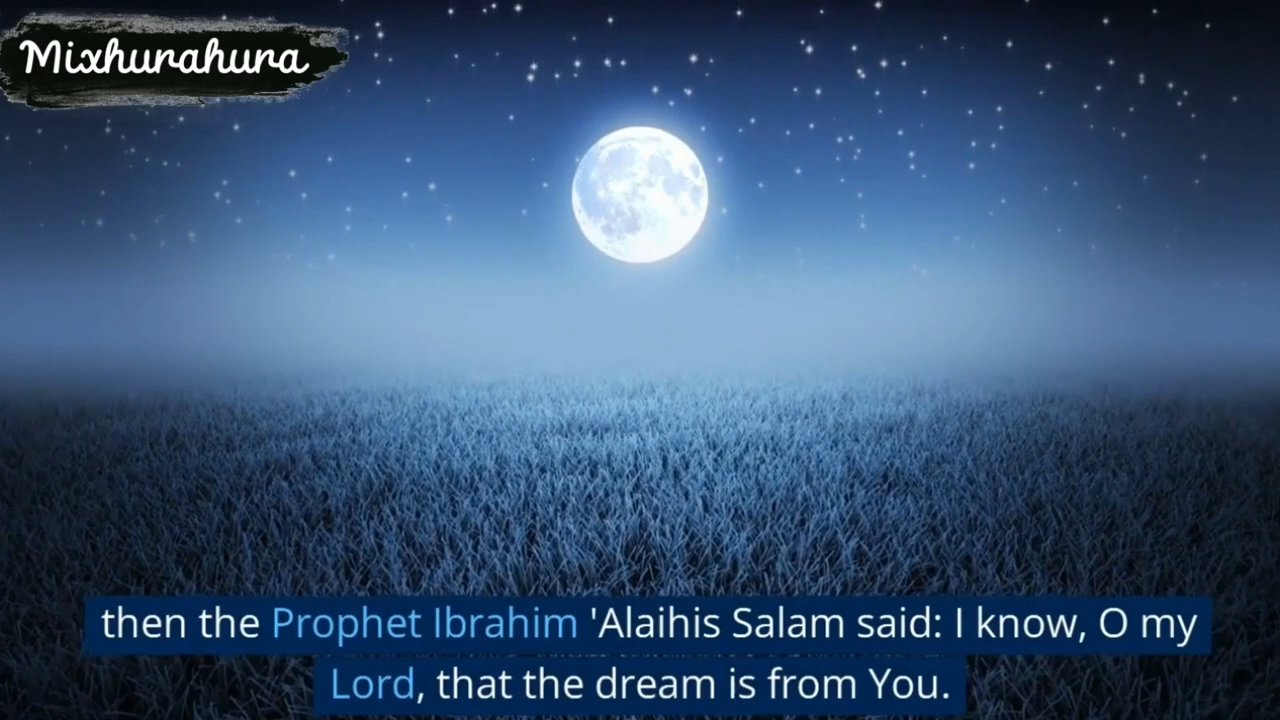 Mixhurahura
then the Prophet Ibrahim 'Alaihis Salam said: I know, O my
Lord, that the dream is from You.